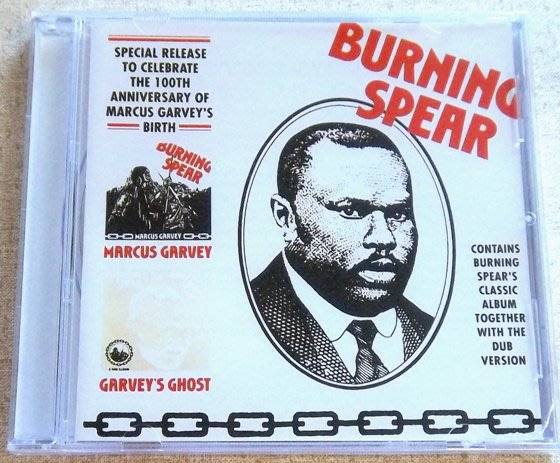 SPECIAL RELEASE
TO CELEBRATE
THE 100TH
ANNIVERSARY OF
MARCUS GARVEY'S
BIRTH
BURNING
SPEAR
BURNING
SPEAR
MARCUS GARVEY
MARCUS GARVEY
GARVEY'S GHOST
CONTAINS
BURNING
SPEAR'S
CLASSIC
ALBUM
TOGETHER
WITH THE
DUB
VERSION